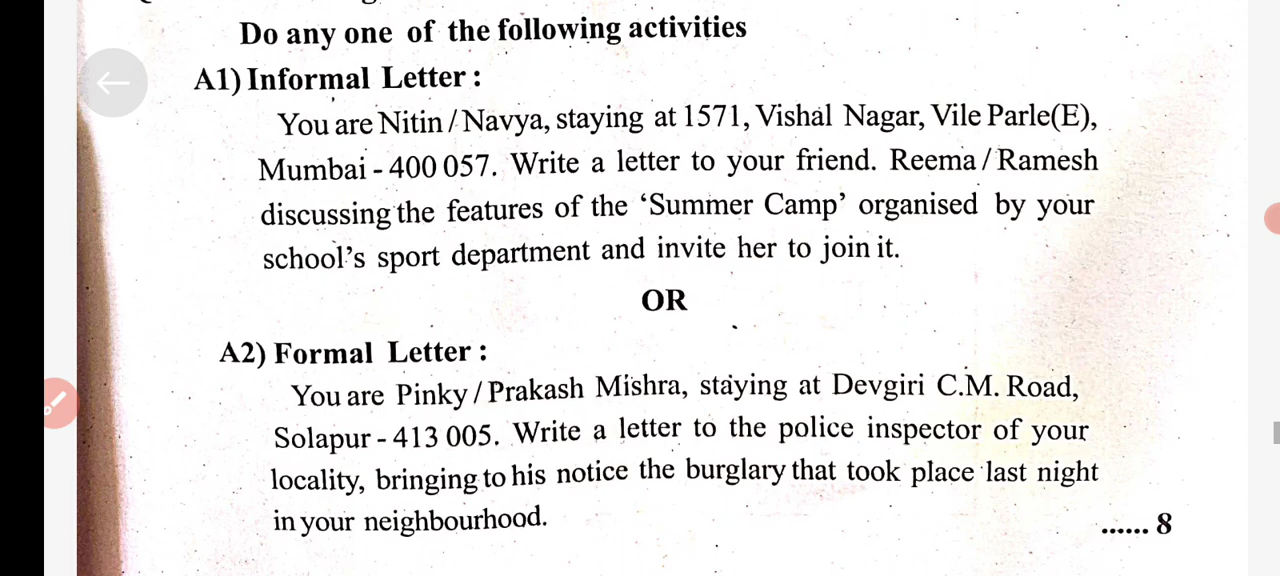 Do any one of the following activities
A1) Informal Letter :
You are Nitin / Navya, staying at 1571, Vishal Nagar, Vile Parle(E),
Mumbai - 400 057. Write a letter to your friend. Reema / Ramesh
discussing the features of the ‘Summer Camp’ organised by your
school’s sport department and invite her to join it.
OR
A2) Formal Letter :
You are Pinky / Prakash Mishra, staying at Devgiri C.M. Road,
Solapur - 413 005. Write a letter to the police inspector of your
locality, bringing to his notice the burglary that took place last night
in your neighbourhood.
...... 8